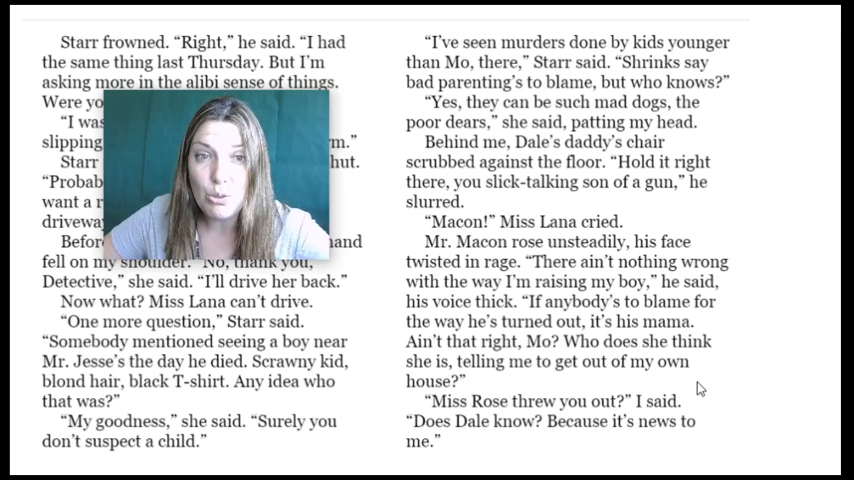 Starr frowned. “Right,” he said. “I had
the same thing last Thursday. But I’m
asking more in the alibi sense of things.
Were yo
“I was
slipping rm.”
Starr hut.
“Probab
want a r
driveway
Before hand
fell on my shoulder. “No, thank you,
Detective,” she said. “I’ll drive her back.”
Now what? Miss Lana can’t drive.
“One more question,” Starr said.
“Somebody mentioned seeing a boy near
Mr. Jesse’s the day he died. Scrawny kid,
blond hair, black T-shirt. Any idea who
that was?”
“My goodness,” she said. “Surely you
don’t suspect a child.”
“I’ve seen murders done by kids younger
than Mo, there,” Starr said. “Shrinks say
bad parenting’s to blame, but who knows?”
“Yes, they can be such mad dogs, the
poor dears,” she said, patting my head.
Behind me, Dale’s daddy’s chair
scrubbed against the floor. “Hold it right
there, you slick-talking son of a gun,” he
slurred.
“Macon!” Miss Lana cried.
Mr. Macon rose unsteadily, his face
twisted in rage. “There ain’t nothing wrong
with the way I’m raising my boy,” he said,
his voice thick. “If anybody’s to blame for
the way he’s turned out, it’s his mama.
Ain’t that right, Mo? Who does she think
she is, telling me to get out of my own
house?”
“Miss Rose threw you out?” I said.
“Does Dale know? Because it’s news to
me.”